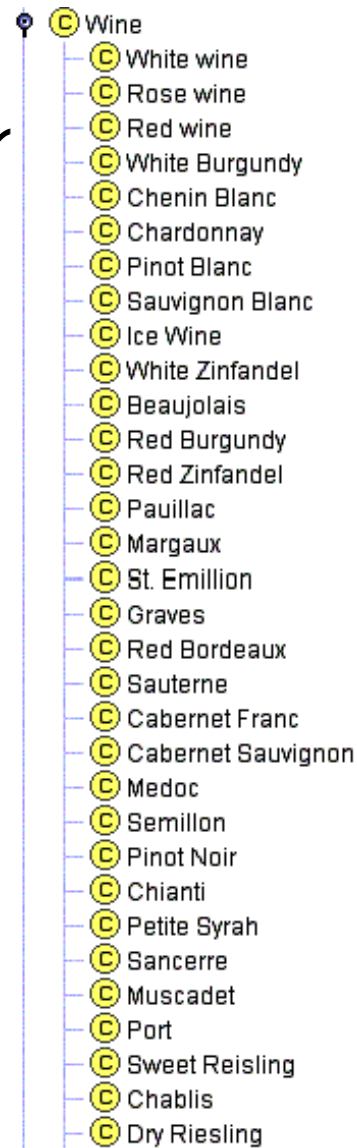 C Wine
C White wine
C Rose wine
C Red wine
C White Burgundy
C Chenin Blanc
C Chardonnay
C Pinot Blanc
C Sauvignon Blanc
C Ice Wine
C White Zinfandel
C Beaujolais
C Red Burgundy
C Red Zinfandel
C Pauillac
C Margaux
C St. Emillion
C Graves
C Red Bordeaux
C Sauterne
C Cabernet Franc
C Cabernet Sauvignon
C Medoc
C Semillon
C Pinot Noir
C Chianti
C Petite Syrah
C Sancerre
C Muscadet
C Port
C Sweet Reisling
C Chablis
C Dry Riesling